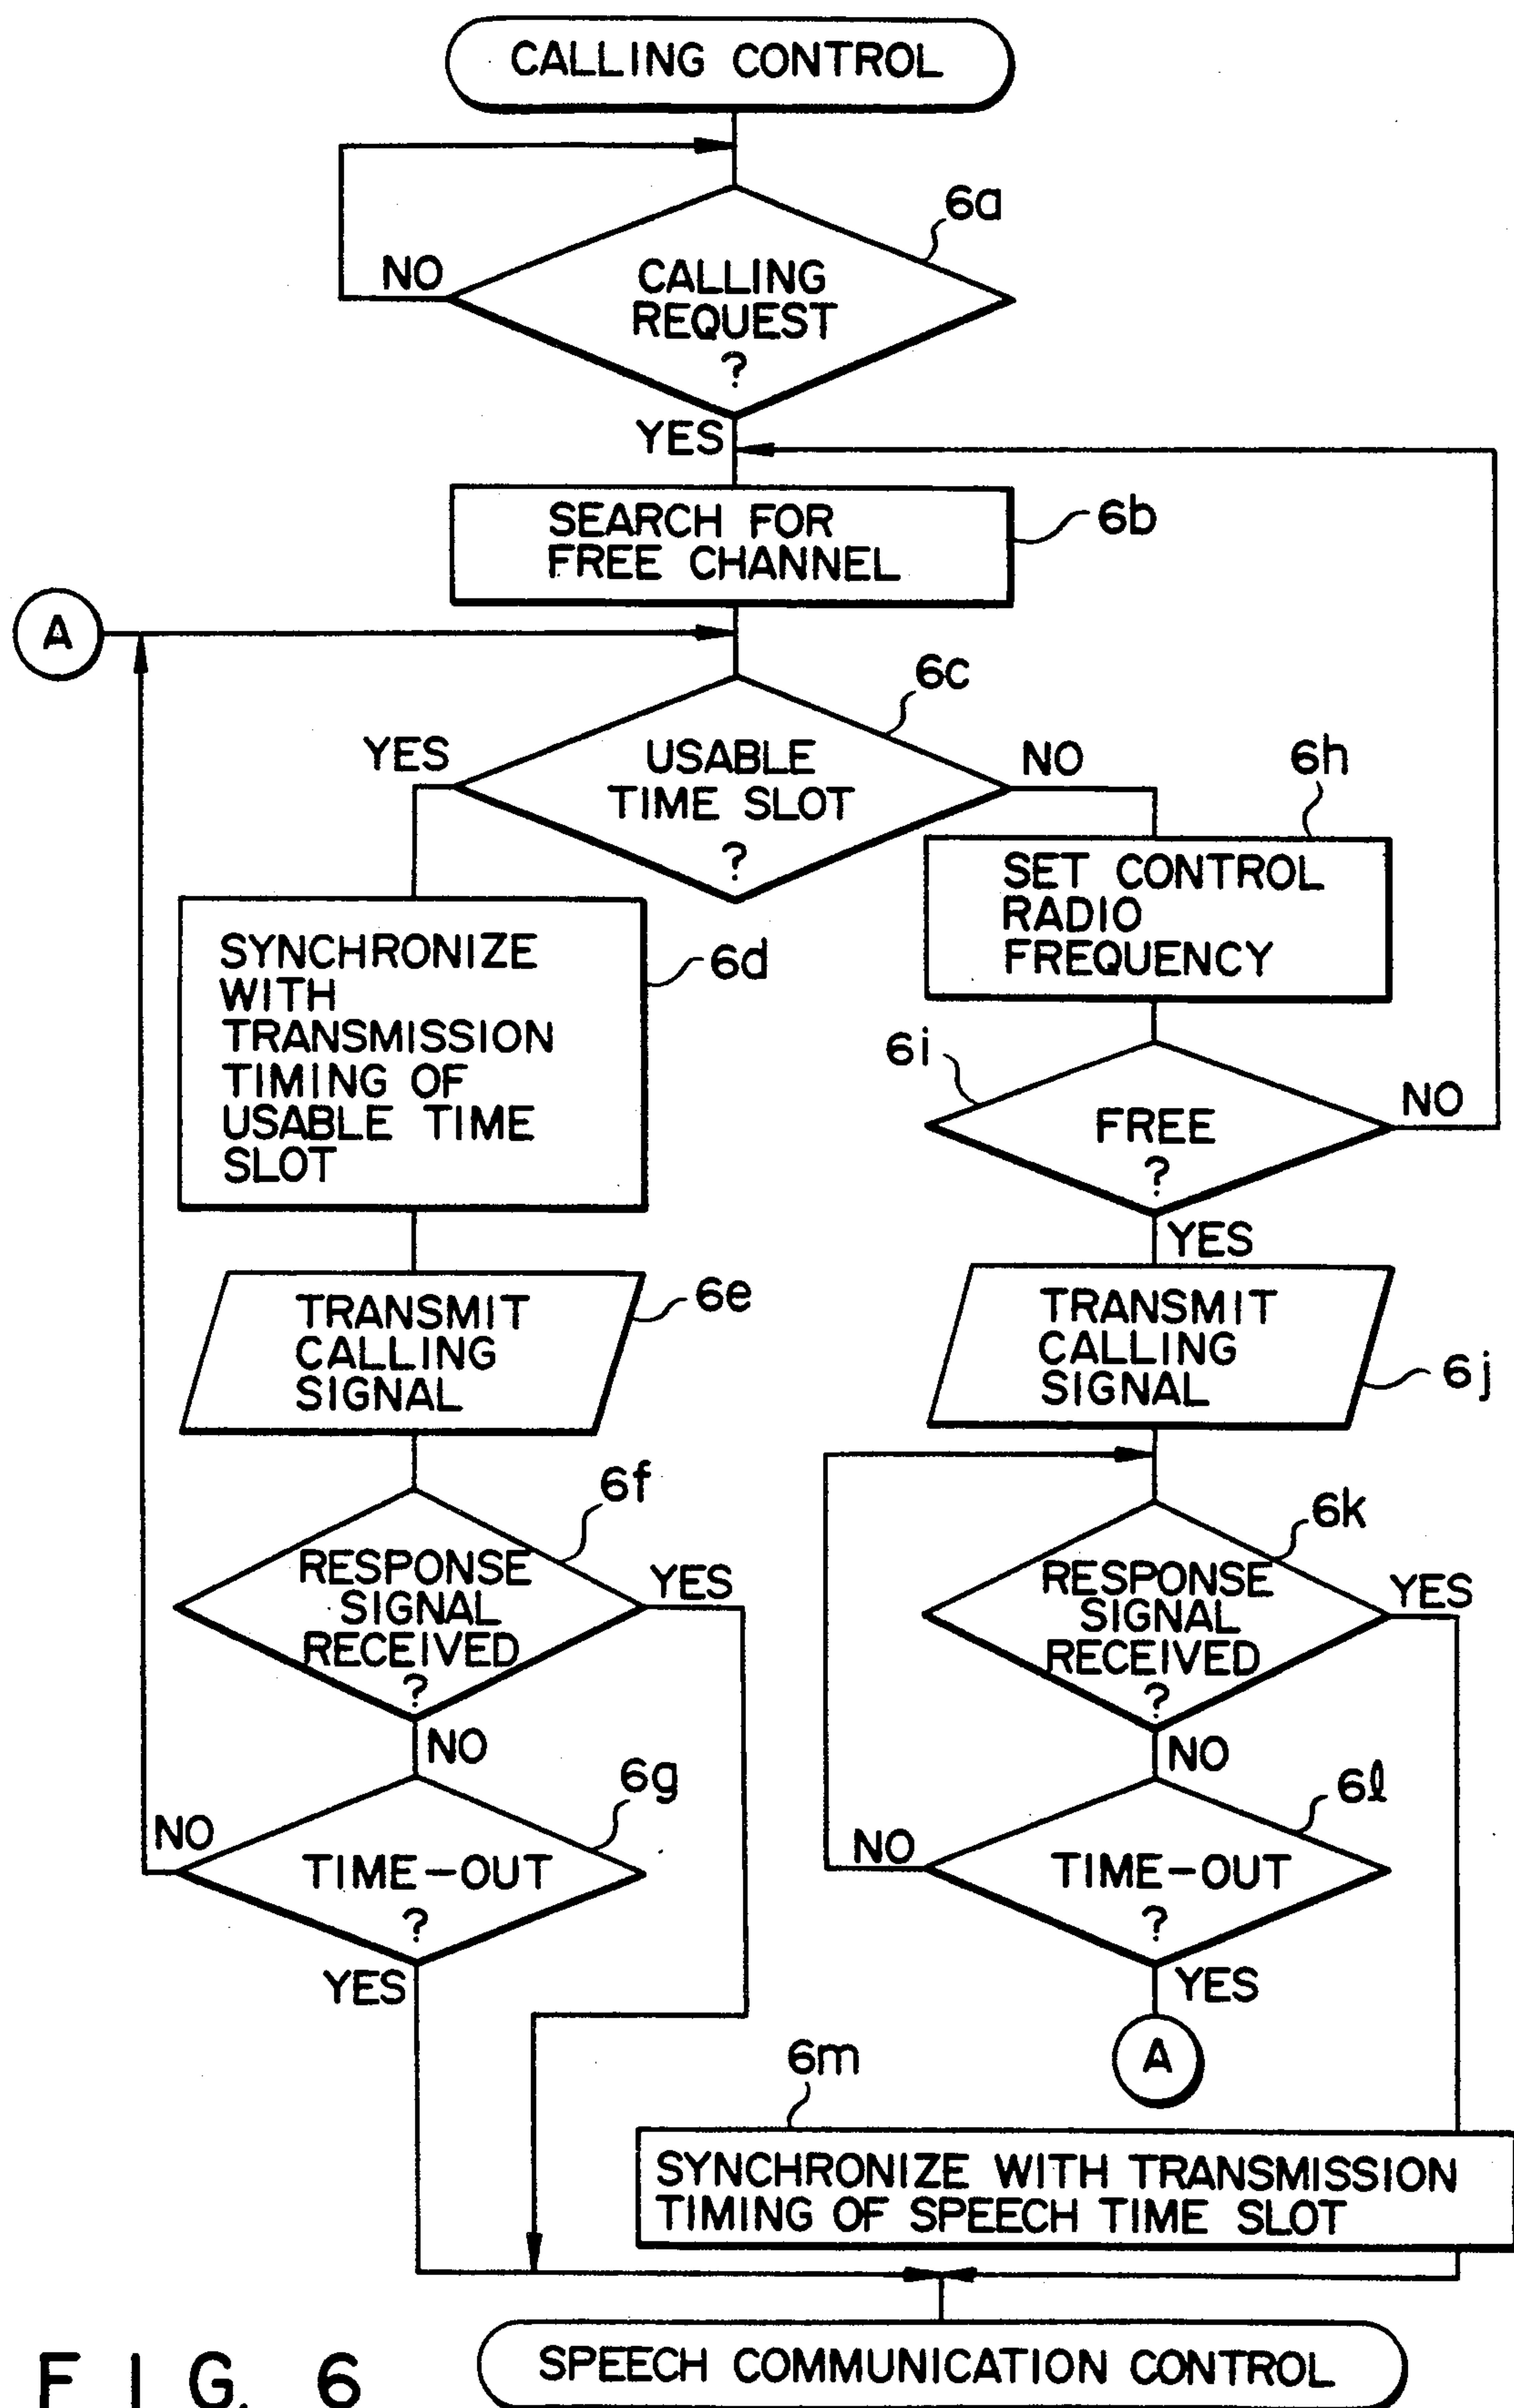 CALLING CONTROL
6a
NO
CALLING
REQUEST
?
YES
SEARCH FOR
FREE CHANNEL
6b
A
6c
YES
USABLE
TIME SLOT
?
NO
6h
SET CONTROL
RADIO
FREQUENCY
SYNCHRONIZE
WITH
TRANSMISSION
TIMING OF
USABLE TIME
SLOT
6d
6i
FREE
?
NO
YES
TRANSMIT
CALLING
SIGNAL
6e
TRANSMIT
CALLING
SIGNAL
6j
6f
RESPONSE
SIGNAL
RECEIVED
?
YES
NO
6k
RESPONSE
SIGNAL
RECEIVED
?
YES
NO
6g
NO
TIME-OUT
?
YES
6l
NO
TIME-OUT
?
YES
A
6m
SYNCHRONIZE WITH TRANSMISSION
TIMING OF SPEECH TIME SLOT
SPEECH COMMUNICATION CONTROL
FIG. 6